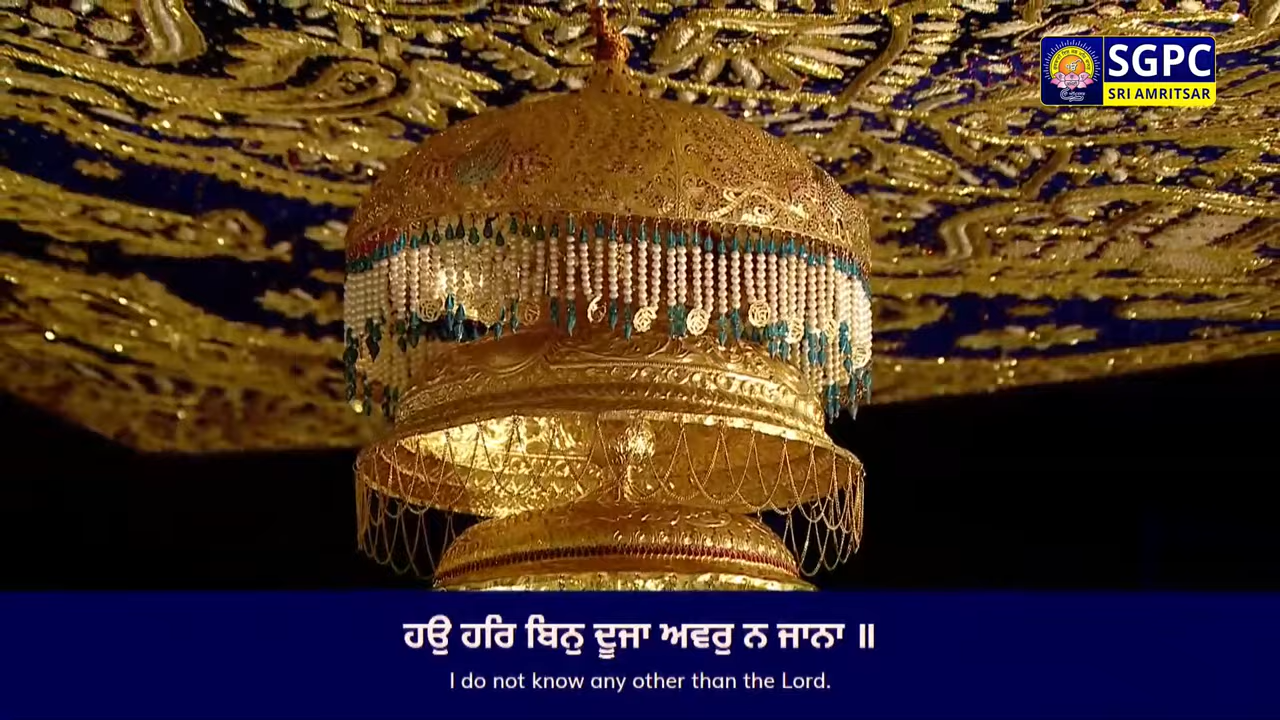 SGPC
SRI AMRITSAR
ਹਉ ਹਰਿ ਬਿਨੁ ਦੂਜਾ ਅਵਰੁ ਨ ਜਾਨਾ ॥
I do not know any other than the Lord.